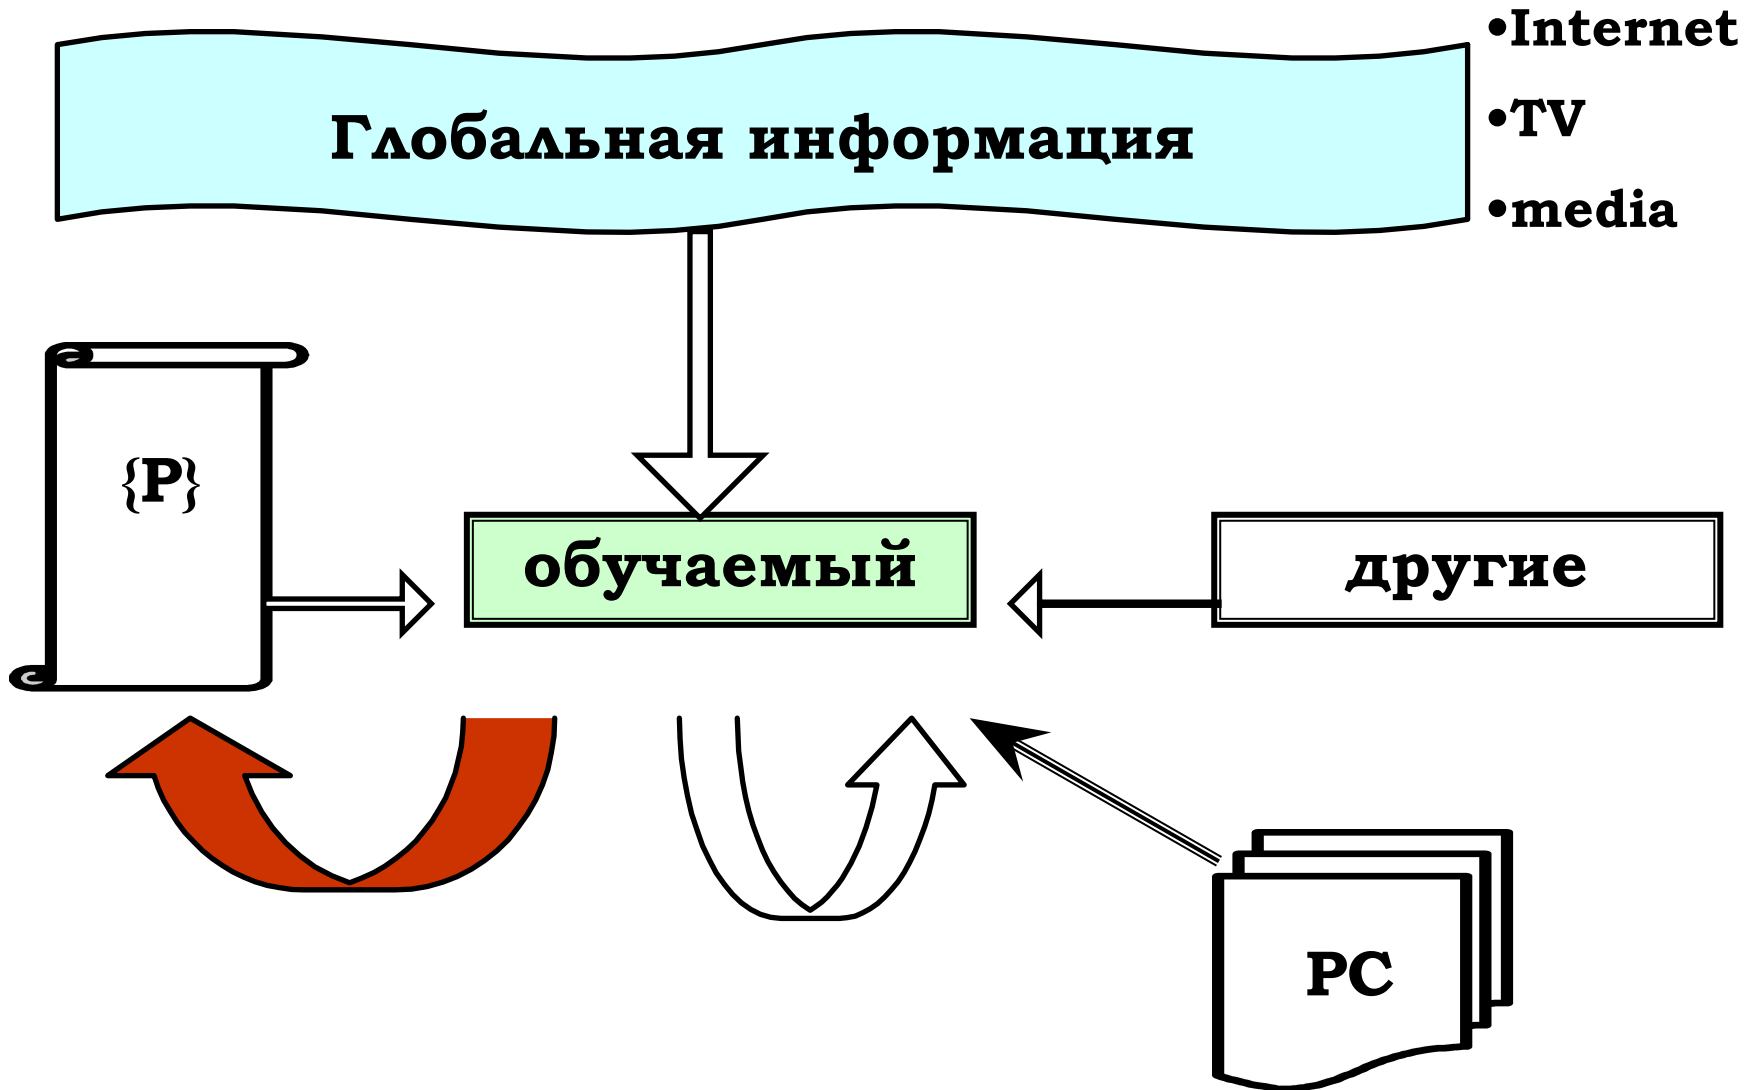 •Internet
•TV
Глобальная информация
•media
{P}
обучаемый
другие
PC